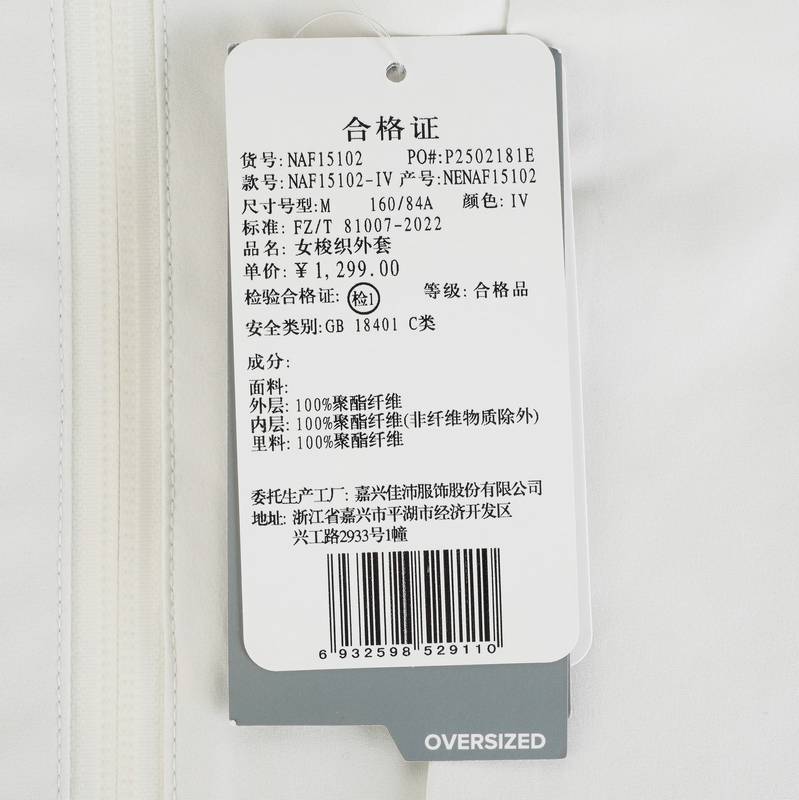 合格证
货号: NAF15102 PO#: P2502181E
款号: NAF15102-IV 产号: NENAF15102
尺寸号型: M 160/84A 颜色: IV
标准: FZ/T 81007-2022
品名: 女梭织外套
单价: ¥1,299.00
检验合格证: 检1 等级: 合格品
安全类别: GB 18401 C类
成分:
面料:
外层: 100%聚酯纤维
内层: 100%聚酯纤维(非纤维物质除外)
里料: 100%聚酯纤维
委托生产工厂: 嘉兴佳沛服饰股份有限公司
地址: 浙江省嘉兴市平湖市经济开发区
兴工路2933号1幢
6 932598 529110
OVERSIZED